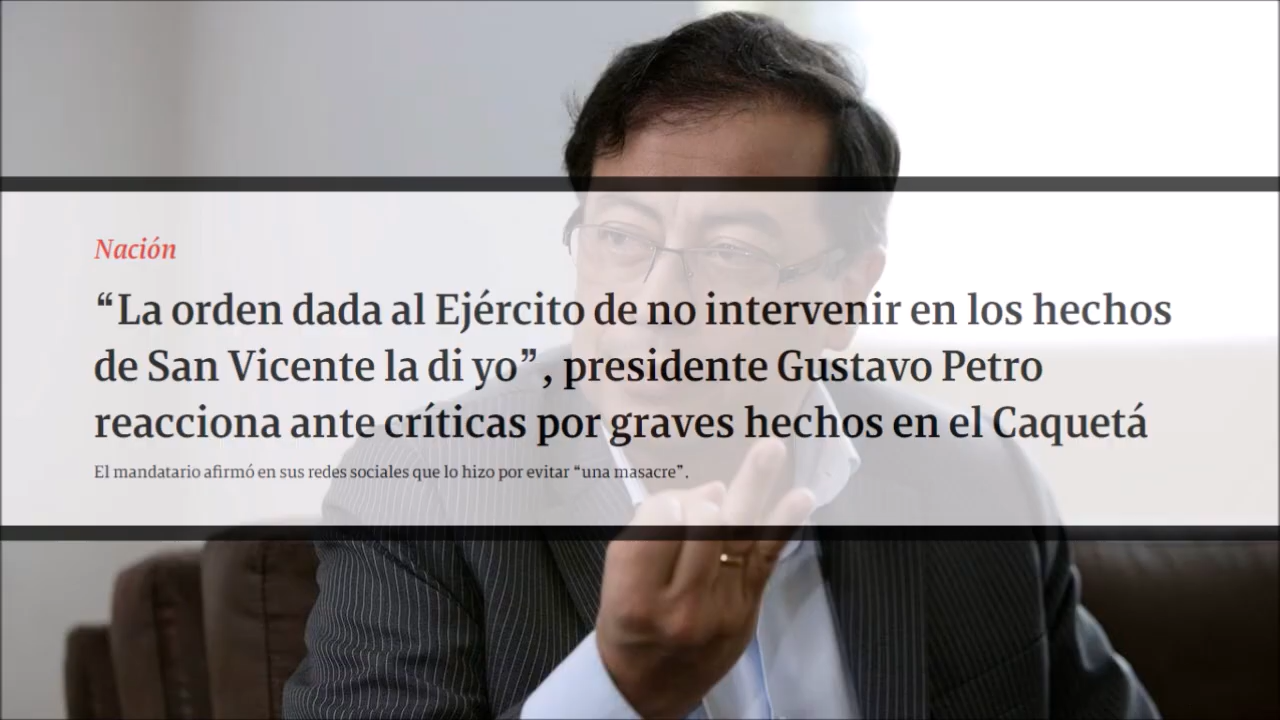 Nación
“La orden dada al Ejército de no intervenir en los hechos
de San Vicente la di yo”, presidente Gustavo Petro
reacciona ante críticas por graves hechos en el Caquetá
El mandatario afirmó en sus redes sociales que lo hizo por evitar “una masacre”.